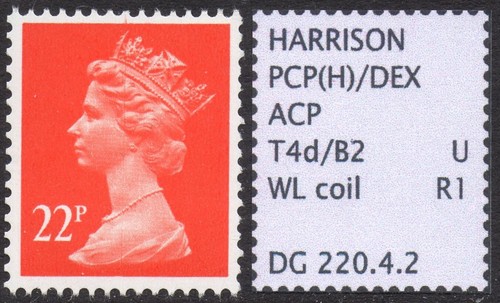 22P
HARRISON
PCP(H)/DEX
ACP
T4d/B2 U
WL coil R1
DG 220.4.2